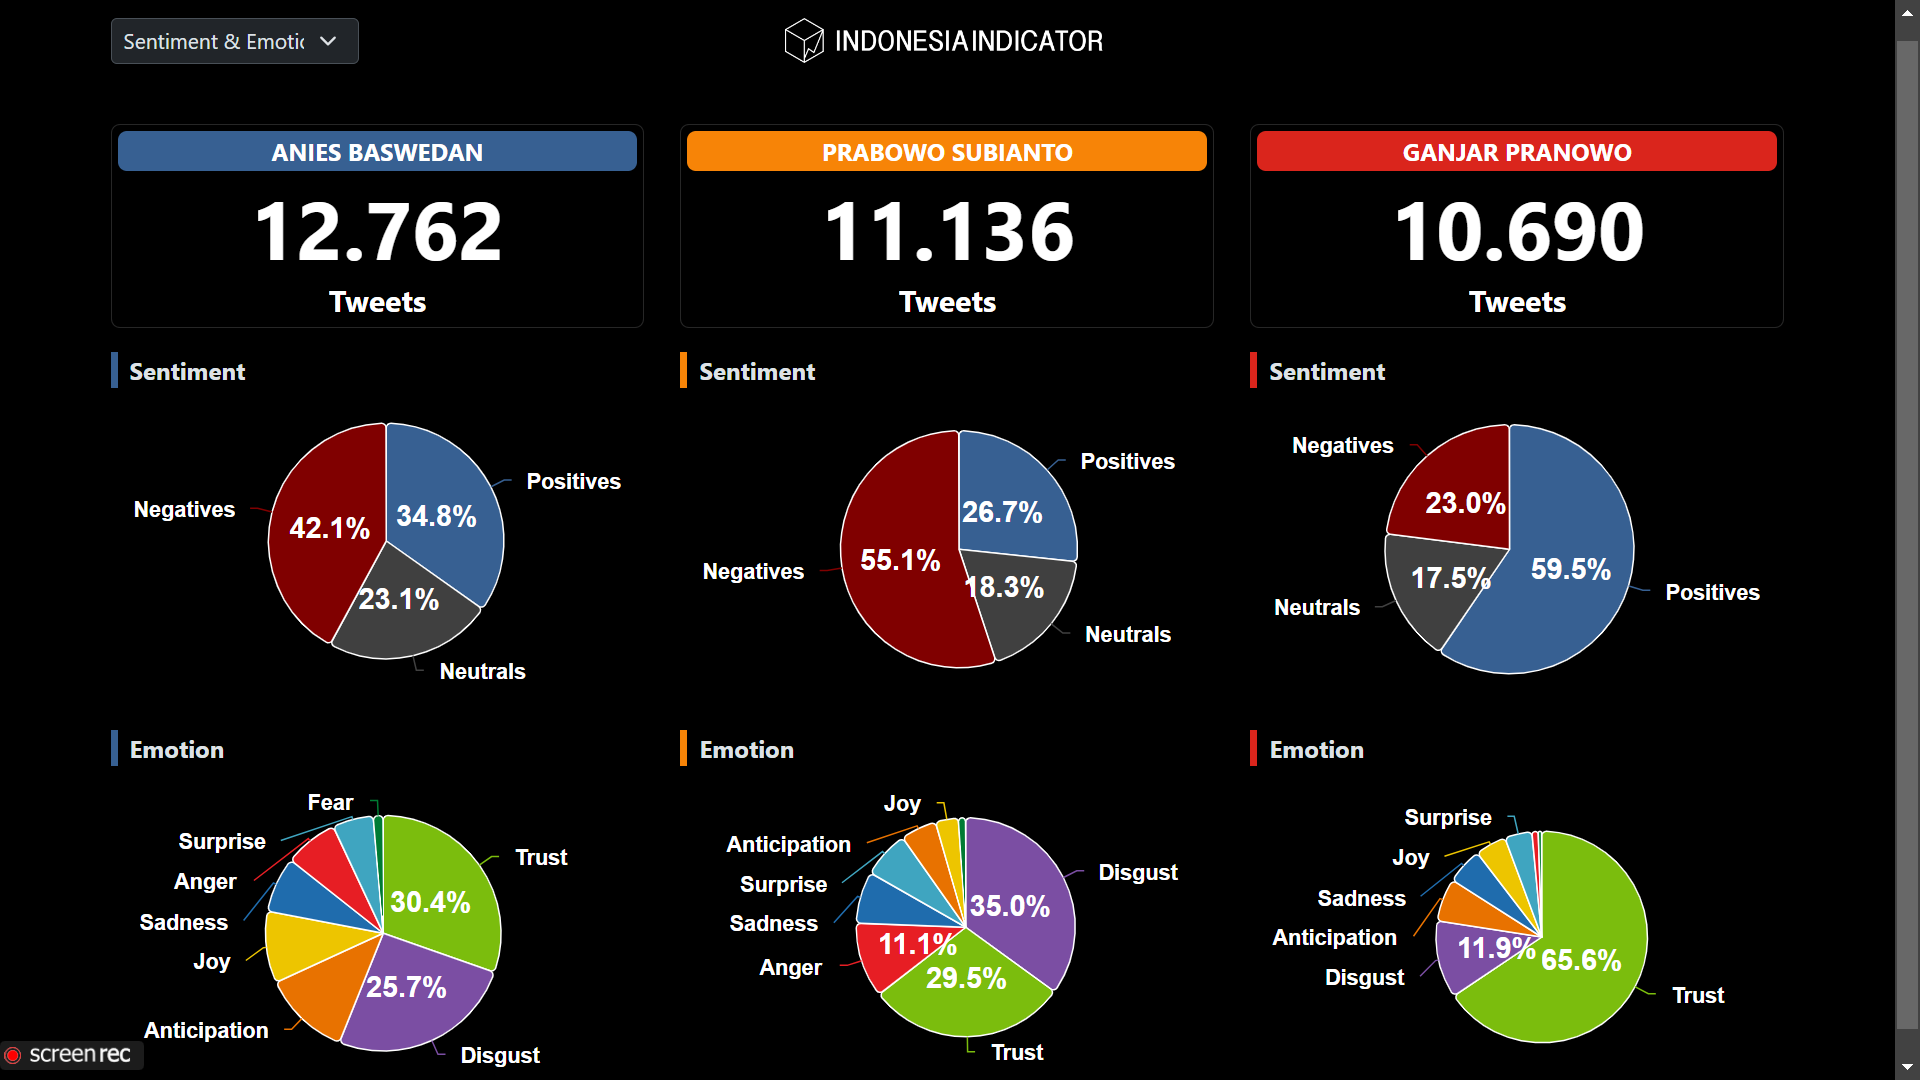 Sentiment & Emotic
INDONESIA INDICATOR
ANIES BASWEDAN
12.762
Tweets
PRABOWO SUBIANTO
11.136
Tweets
GANJAR PRANOWO
10.690
Tweets
Sentiment
Negatives
Positives
42.1%
34.8%
23.1%
Neutrals
Sentiment
Positives
26.7%
55.1%
Negatives
18.3%
Neutrals
Sentiment
Negatives
23.0%
59.5%
17.5%
Positives
Neutrals
Emotion
Fear
Surprise
Trust
Anger
30.4%
Sadness
Joy
25.7%
Anticipation
Disgust
Emotion
Joy
Anticipation
Disgust
Surprise
35.0%
Sadness
11.1%
Anger
29.5%
Trust
Emotion
Surprise
Joy
Sadness
Anticipation
11.9%
65.6%
Disgust
Trust
screenrec